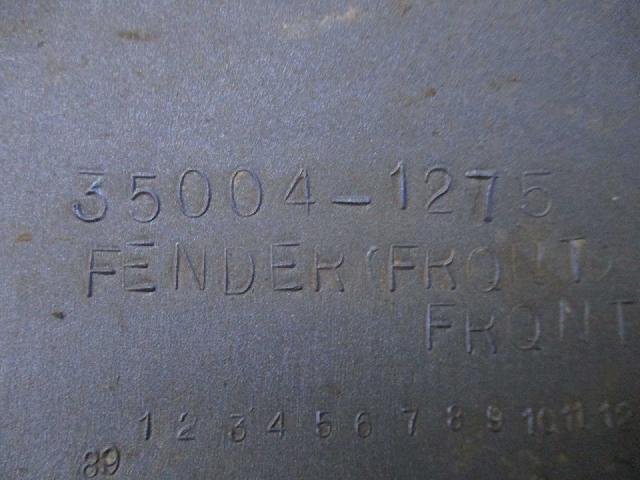 35004-1275
FENDER (FRONT)
FRONT
1 2 3 4 5 6 7 8 9 10 11 12
89